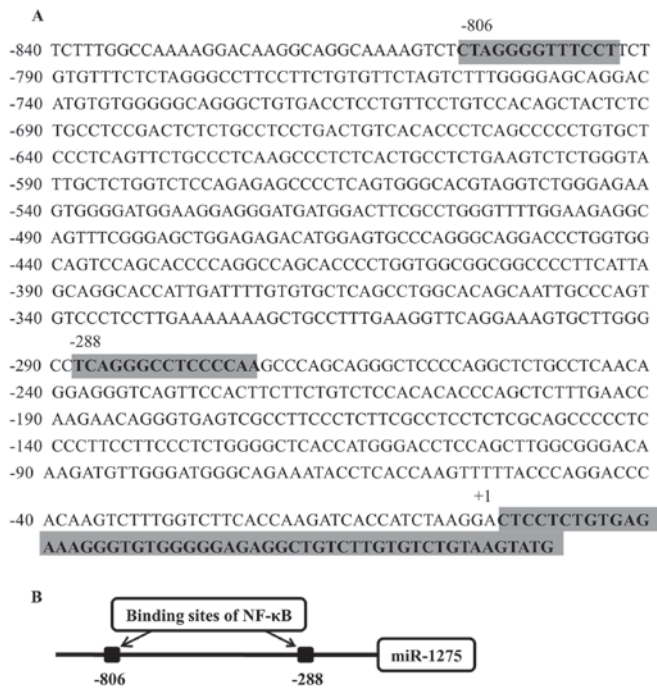 A
-806
-840 TCTTTGGCCAAAAGGACAAGGCAGGCAAAAGTCTCTAGGGGTTTCCTTCT
-790 GTGTTTCTCTAGGGCCTTCCTTCTGTGTTCTAGTCTTTGGGGAGCAGGAC
-740 ATGTGTGGGGGCAGGGCTGTGACCTCCTGTTCCTGTCCACAGCTACTCTC
-690 TGCCTCCGACTCTCTGCCTCCTGACTGTCACACCCTCAGCCCCCTGTGCT
-640 CCCTCAGTTCTGCCCTCAAGCCCTCTCACTGCCTCTGAAGTCTCTGGGTA
-590 TTGCTCTGGTCTCCAGAGAGCCCCTCAGTGGGCACGTAGGTCTGGGAGAA
-540 GTGGGGATGGAAGGAGGGATGATGGACTTCGCCTGGGTTTTGGAAGAGGC
-490 AGTTTCGGGAGCTGGAGAGACATGGAGTGCCCAGGGCAGGACCCTGGTGG
-440 CAGTCCAGCACCCCAGGCCAGCACCCCTGGTGGCGGCGGCCCCTTCATTA
-390 GCAGGCACCATTGATTTTGTGTGCTCAGCCTGGCACAGCAATTGCCCAGT
-340 GTCCCTCCTTGAAAAAAAGCTGCCTTTGAAGGTTCAGGAAAGTGCTTGGG
-288
-290 CCTCAGGGCCTCCCCAAGCCCAGCAGGGCTCCCCAGGCTCTGCCTCAACA
-240 GGAGGGTCAGTTCCACTTCTTCTGTCTCCACACACCCAGCTCTTTGAACC
-190 AAGAACAGGGTGAGTCGCCTTCCCTCTTCGCCTCCTCTCGCAGCCCCCTC
-140 CCCTTCCTTCCCTCTGGGGCTCACCATGGGACCTCCAGCTTGGCGGGACA
-90 AAGATGTTGGGATGGGCAGAAATACCTCACCAAGTTTTTACCCAGGACCC
+1
-40 ACAAGTCTTTGGTCTTCACCAAGATCACCATCTAAGGACTCCTCTGTGAG
AAAGGGTGTGGGGGAGAGGCTGTCTTGTGTCTGTAAGTATG
B
Binding sites of NF-κB
miR-1275
-806 -288